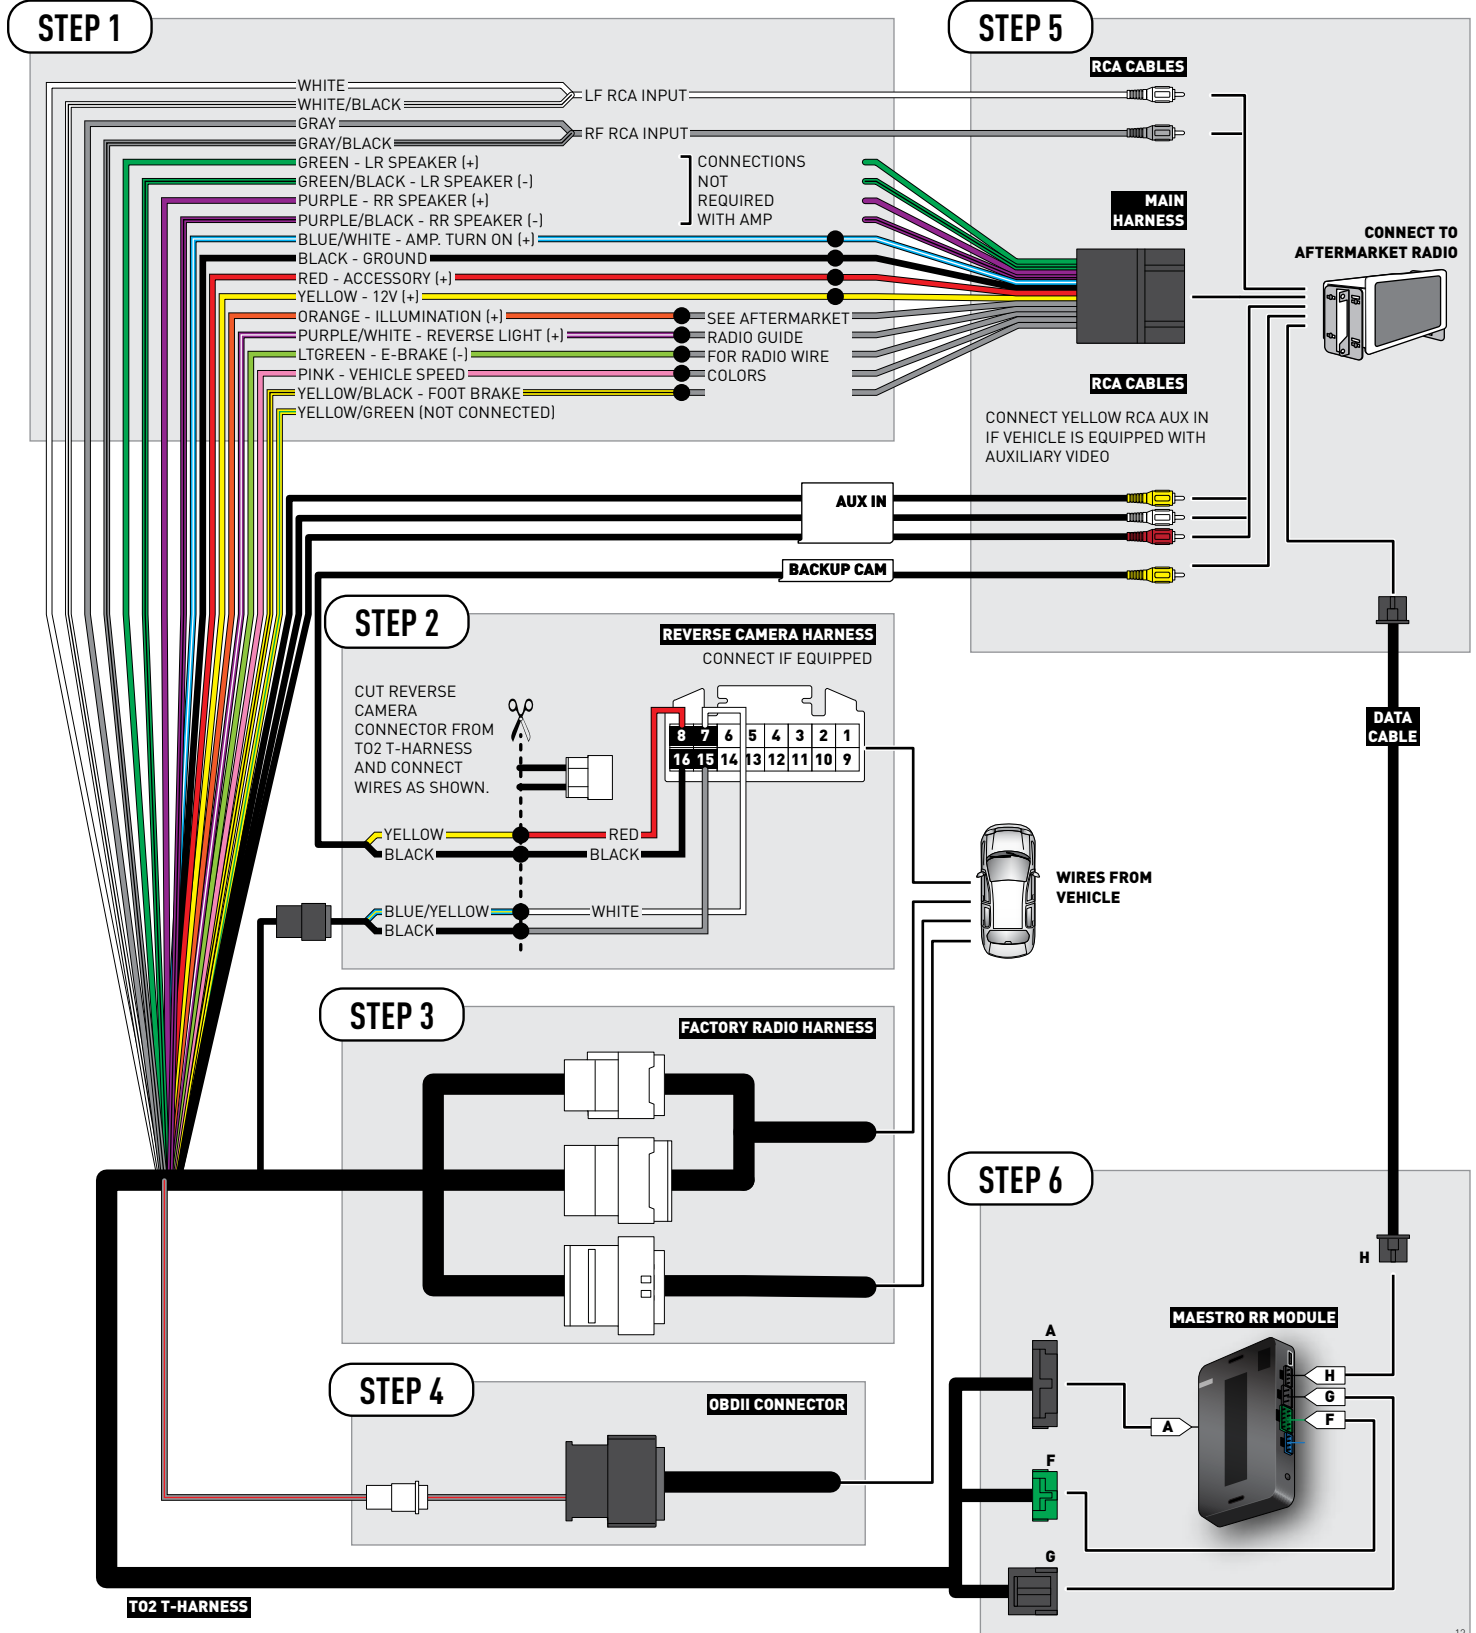 STEP 1
WHITE
WHITE/BLACK
LF RCA INPUT
GRAY
GRAY/BLACK
RF RCA INPUT
GREEN - LR SPEAKER (+)
GREEN/BLACK - LR SPEAKER (-)
PURPLE - RR SPEAKER (+)
PURPLE/BLACK - RR SPEAKER (-)
CONNECTIONS
NOT
REQUIRED
WITH AMP
BLUE/WHITE - AMP. TURN ON (+)
BLACK - GROUND
RED - ACCESSORY (+)
YELLOW - 12V (+)
ORANGE - ILLUMINATION (+)
PURPLE/WHITE - REVERSE LIGHT (+)
LTGREEN - E-BRAKE (-)
PINK - VEHICLE SPEED
YELLOW/BLACK - FOOT BRAKE
YELLOW/GREEN (NOT CONNECTED)
SEE AFTERMARKET
RADIO GUIDE
FOR RADIO WIRE
COLORS
STEP 5
RCA CABLES
MAIN
HARNESS
CONNECT TO
AFTERMARKET RADIO
RCA CABLES
CONNECT YELLOW RCA AUX IN
IF VEHICLE IS EQUIPPED WITH
AUXILIARY VIDEO
AUX IN
BACKUP CAM
STEP 2
REVERSE CAMERA HARNESS
CONNECT IF EQUIPPED
CUT REVERSE
CAMERA
CONNECTOR FROM
TO2 T-HARNESS
AND CONNECT
WIRES AS SHOWN.
8 7 6 5 4 3 2 1
16 15 14 13 12 11 10 9
YELLOW
RED
BLACK
BLACK
BLUE/YELLOW
WHITE
BLACK
DATA
CABLE
WIRES FROM
VEHICLE
STEP 3
FACTORY RADIO HARNESS
STEP 4
OBDII CONNECTOR
TO2 T-HARNESS
STEP 6
H
MAESTRO RR MODULE
A
H
G
F
A
F
G
12